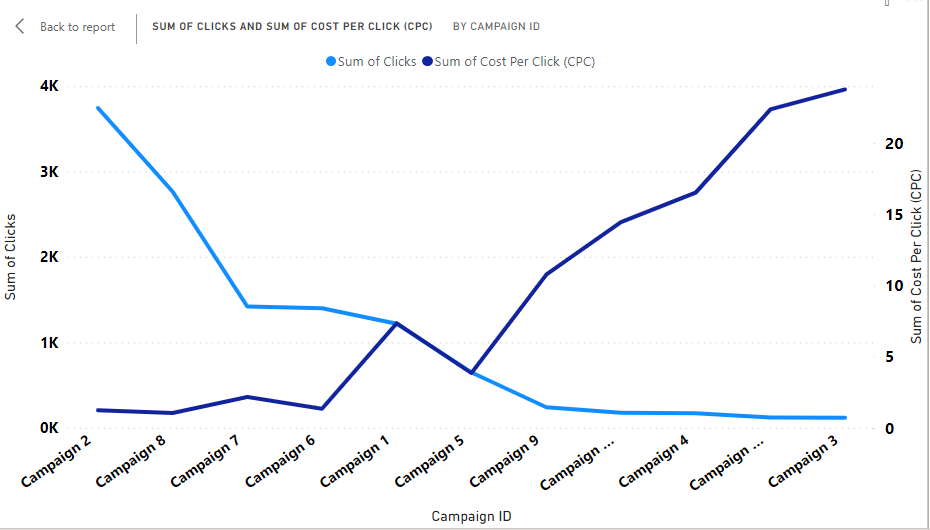 Back to report
SUM OF CLICKS AND SUM OF COST PER CLICK (CPC) BY CAMPAIGN ID
Sum of Clicks Sum of Cost Per Click (CPC)
4K
3K
2K
1K
0K
Sum of Clicks
20
15
10
5
0
Sum of Cost Per Click (CPC)
Campaign 2
Campaign 8
Campaign 7
Campaign 6
Campaign 1
Campaign 5
Campaign 9
Campaign ...
Campaign 4
Campaign ...
Campaign 3
Campaign ID